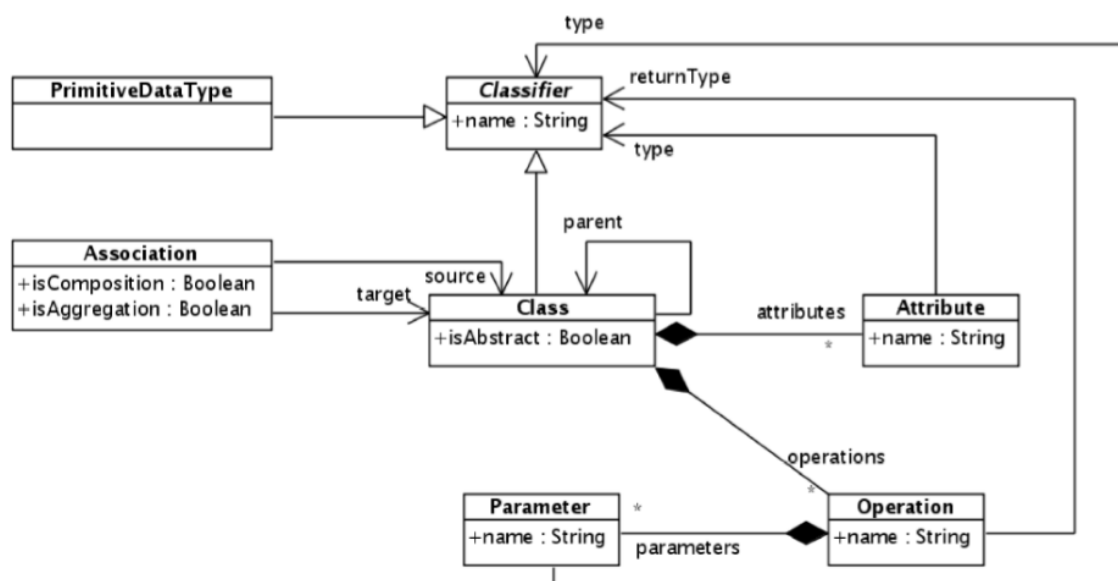 type
PrimitiveDataType
Classifier
+name : String
returnType
type
parent
Association
+isComposition : Boolean
+isAggregation : Boolean
source
target
Class
+isAbstract : Boolean
attributes
*
Attribute
+name : String
operations
*
Parameter
+name : String
*
parameters
Operation
+name : String